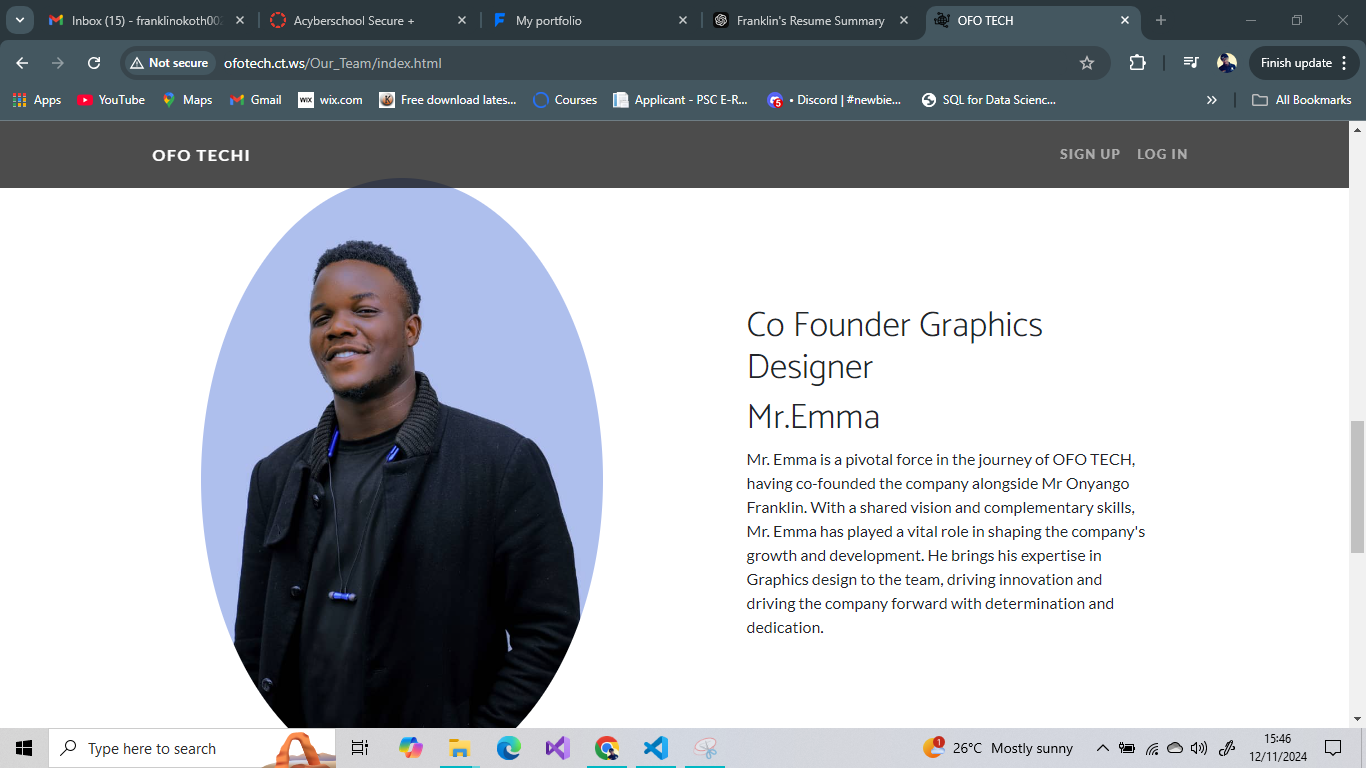 Inbox (15) - franklinokoth00
Acyberschool Secure +
My portfolio
Franklin's Resume Summary
OFO TECH
Not secure
ofotech.ct.ws/Our_Team/index.html
Finish update
Apps
YouTube
Maps
Gmail
WIX
wix.com
Free download lates...
Courses
Applicant - PSC E-R...
5
• Discord | #newbie...
SQL for Data Scienc...
»
All Bookmarks
OFO TECHI
SIGN UP
LOG IN
Co Founder Graphics
Designer
Mr.Emma
Mr. Emma is a pivotal force in the journey of OFO TECH,
having co-founded the company alongside Mr Onyango
Franklin. With a shared vision and complementary skills,
Mr. Emma has played a vital role in shaping the company's
growth and development. He brings his expertise in
Graphics design to the team, driving innovation and
driving the company forward with determination and
dedication.
Type here to search
1
26°C Mostly sunny
15:46
12/11/2024